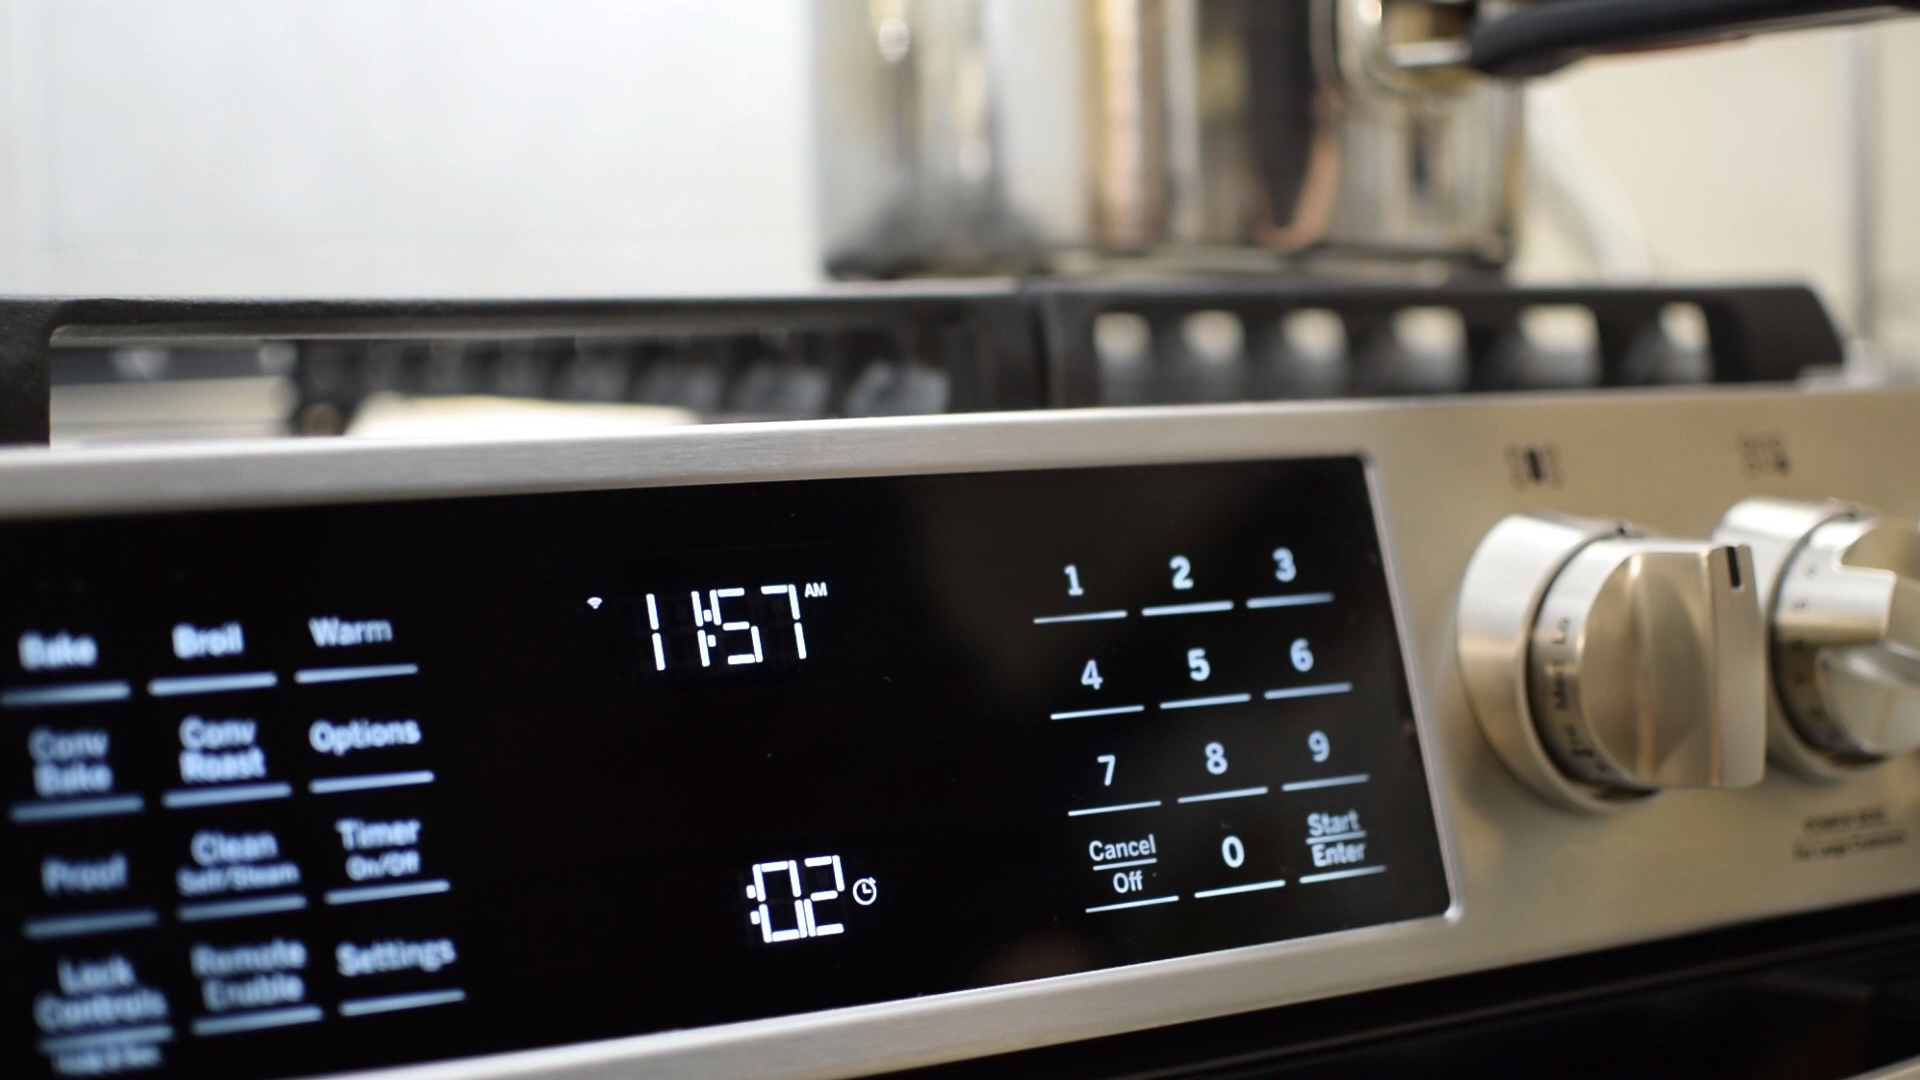 11:57 AM
1 2 3
Bake Broil Warm
4 5 6
Conv Bake
Conv Roast
Options
7 8 9
Proof
Clean
Self/Steam
Timer
On/Off
:02
Cancel
Off
0
Start
Enter
Lock
Controls
Remote
Enable
Settings
Lo
Med